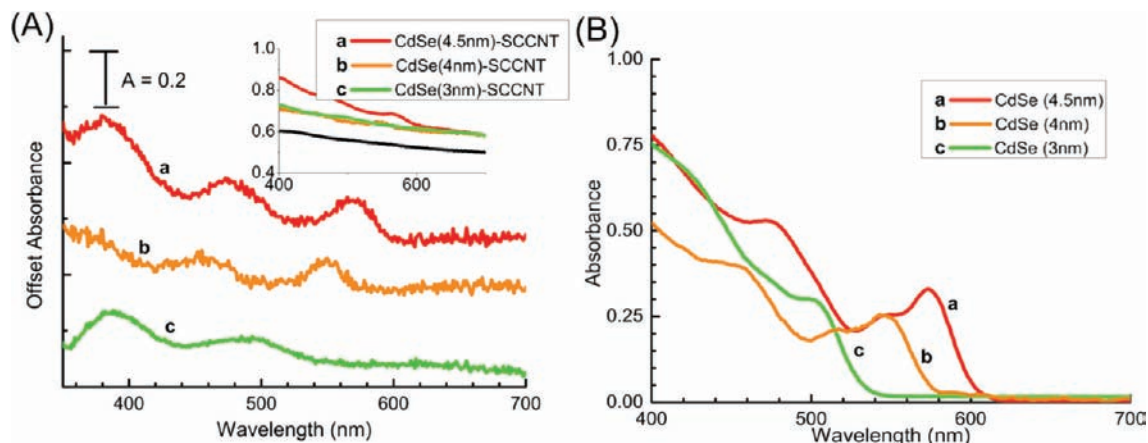 (A)
A = 0.2
a CdSe(4.5nm)-SCCNT
b CdSe(4nm)-SCCNT
c CdSe(3nm)-SCCNT
1.0
0.8
0.6
0.4
400 600
a
b
c
Offset Absorbance
400 500 600 700
Wavelength (nm)
(B)
a CdSe (4.5nm)
b CdSe (4nm)
c CdSe (3nm)
1.00
0.75
0.50
0.25
0.00
Absorbance
a
b
c
400 500 600 700
Wavelength (nm)